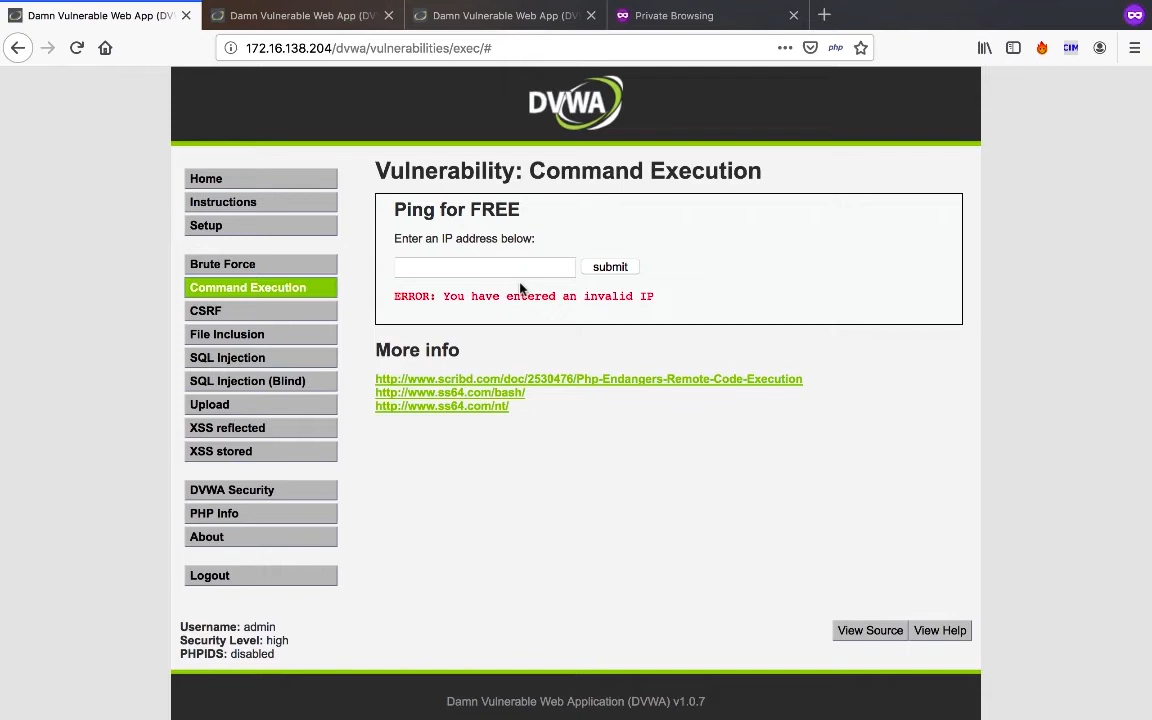 Damn Vulnerable Web App (DV
Damn Vulnerable Web App (DV
Damn Vulnerable Web App (DV
Private Browsing
172.16.138.204/dvwa/vulnerabilities/exec/#
php
CIM
DVWA
Home
Instructions
Setup
Brute Force
Command Execution
CSRF
File Inclusion
SQL Injection
SQL Injection (Blind)
Upload
XSS reflected
XSS stored
DVWA Security
PHP Info
About
Logout
Vulnerability: Command Execution
Ping for FREE
Enter an IP address below:
submit
ERROR: You have entered an invalid IP
More info
http://www.scribd.com/doc/2530476/Php-Endangers-Remote-Code-Execution
http://www.ss64.com/bash/
http://www.ss64.com/nt/
Username: admin
Security Level: high
PHPIDS: disabled
View Source
View Help
Damn Vulnerable Web Application (DVWA) v1.0.7